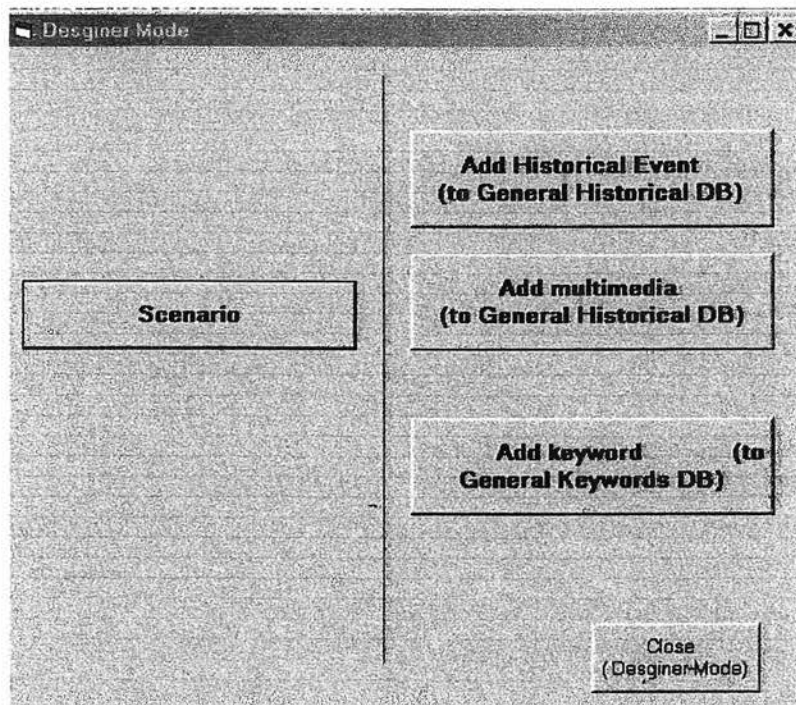 Desginer Mode
Scenario
Add Historical Event
(to General Historical DB)
Add multimedia
(to General Historical DB)
Add keyword (to
General Keywords DB)
Close
(Desginer-Mode)